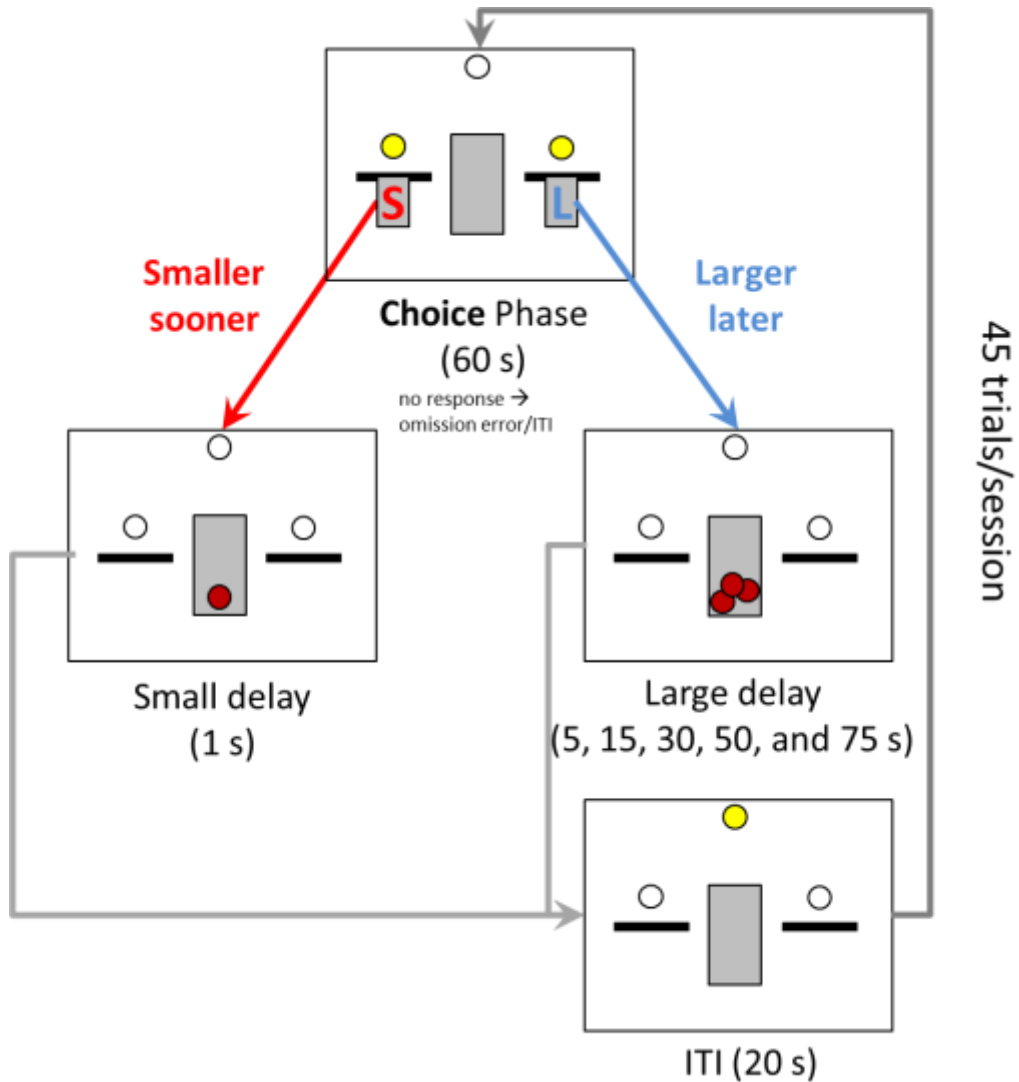 S
L
Smaller
sooner
Larger
later
Choice Phase
(60 s)
no response →
omission error/ITI
45 trials/session
Small delay
(1 s)
Large delay
(5, 15, 30, 50, and 75 s)
ITI (20 s)